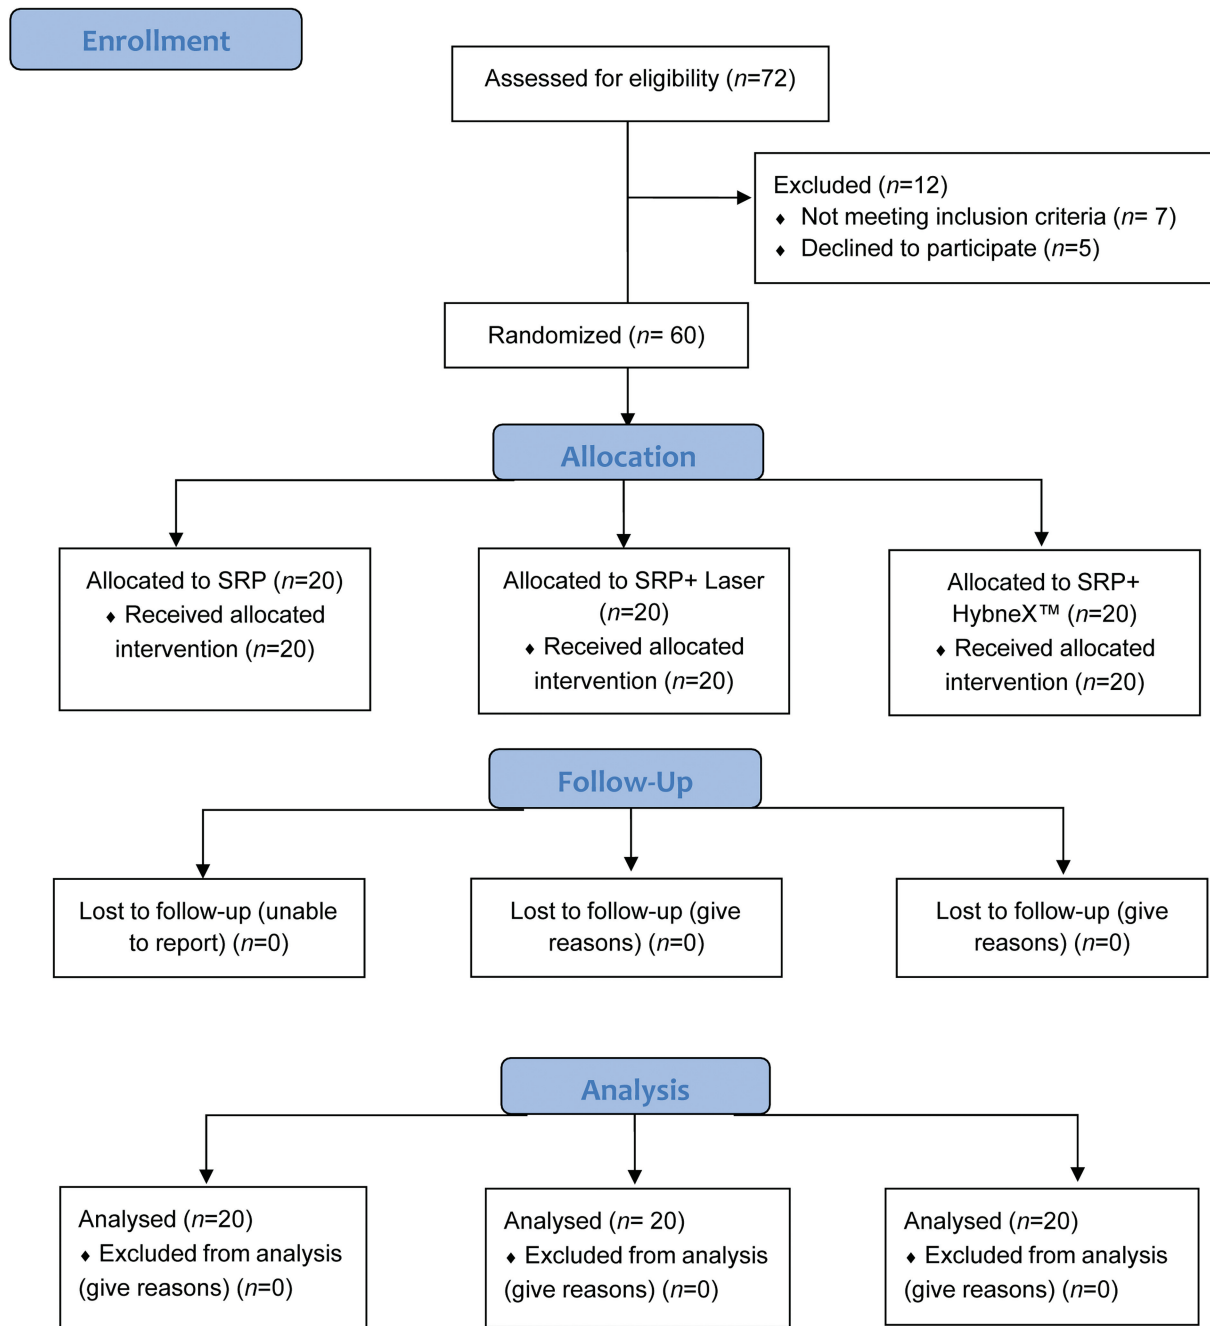 Enrollment
Assessed for eligibility (n=72)
Excluded (n=12)
♦ Not meeting inclusion criteria (n= 7)
♦ Declined to participate (n=5)
Randomized (n= 60)
Allocation
Allocated to SRP (n=20)
♦ Received allocated
intervention (n=20)
Allocated to SRP+ Laser
(n=20)
♦ Received allocated
intervention (n=20)
Allocated to SRP+
HybneX™ (n=20)
♦ Received allocated
intervention (n=20)
Follow-Up
Lost to follow-up (unable
to report) (n=0)
Lost to follow-up (give
reasons) (n=0)
Lost to follow-up (give
reasons) (n=0)
Analysis
Analysed (n=20)
♦ Excluded from analysis
(give reasons) (n=0)
Analysed (n= 20)
♦ Excluded from analysis
(give reasons) (n=0)
Analysed (n=20)
♦ Excluded from analysis
(give reasons) (n=0)